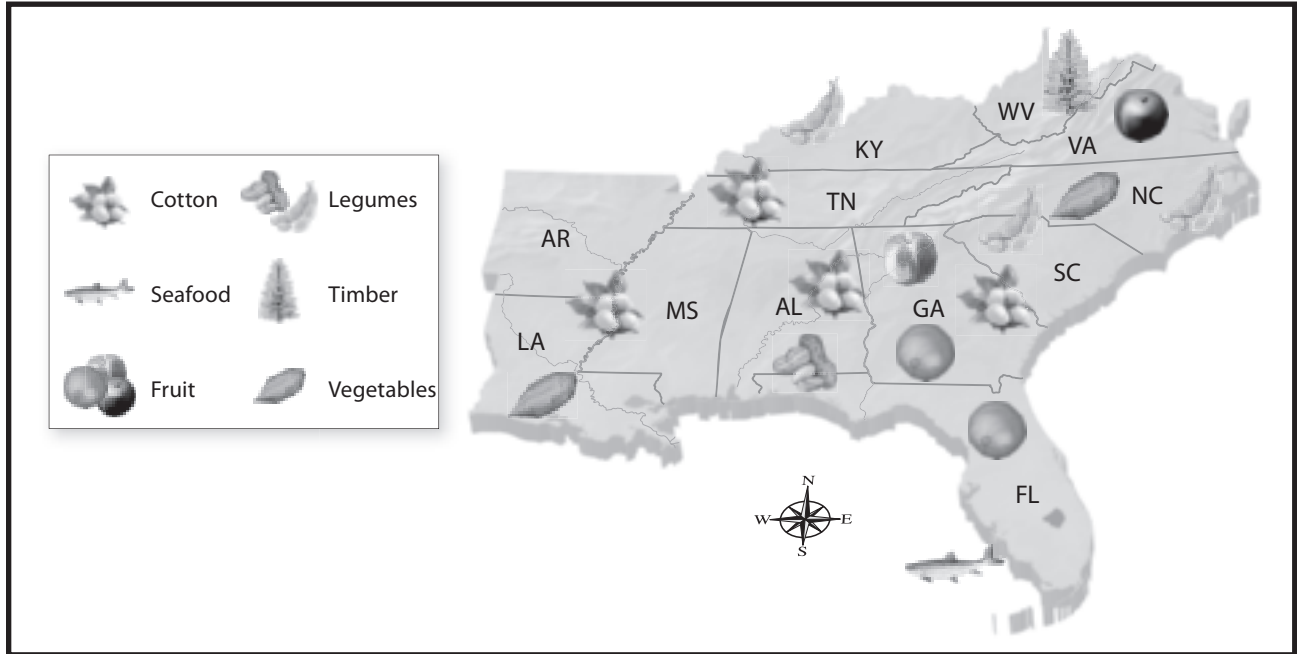 Cotton Legumes
Seafood Timber
Fruit Vegetables
WV
VA
KY
NC
TN
AR
SC
MS
AL
GA
LA
FL
N
W E
S